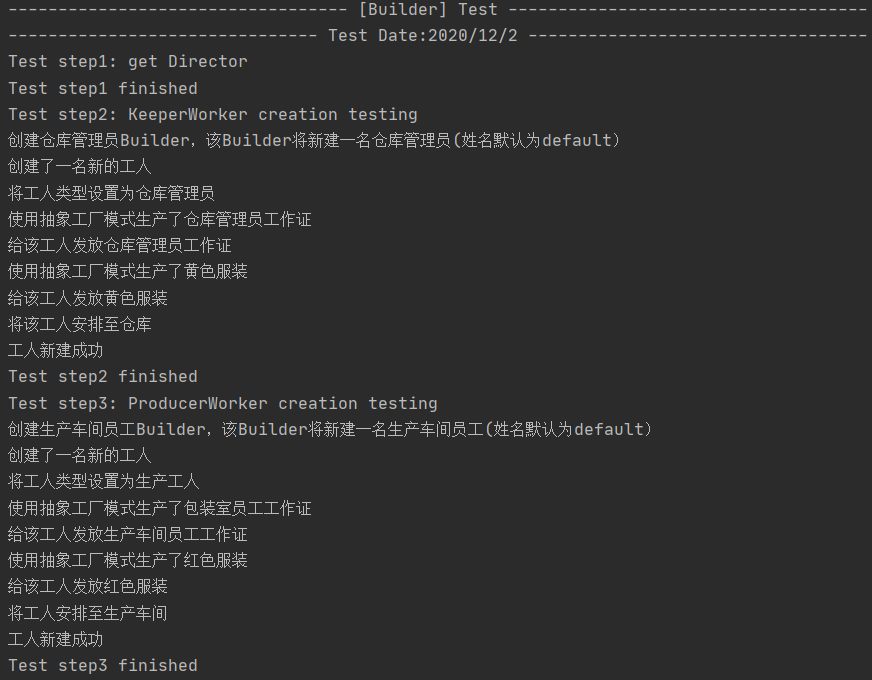 ---------------------------------- [Builder] Test ------------------------------------
------------------------------- Test Date:2020/12/2 ----------------------------------
Test step1: get Director
Test step1 finished
Test step2: KeeperWorker creation testing
创建仓库管理员Builder，该Builder将新建一名仓库管理员(姓名默认为default）
创建了一名新的工人
将工人类型设置为仓库管理员
使用抽象工厂模式生产了仓库管理员工作证
给该工人发放仓库管理员工作证
使用抽象工厂模式生产了黄色服装
给该工人发放黄色服装
将该工人安排至仓库
工人新建成功
Test step2 finished
Test step3: ProducerWorker creation testing
创建生产车间员工Builder，该Builder将新建一名生产车间员工(姓名默认为default）
创建了一名新的工人
将工人类型设置为生产工人
使用抽象工厂模式生产了包装室员工工作证
给该工人发放生产车间员工工作证
使用抽象工厂模式生产了红色服装
给该工人发放红色服装
将工人安排至生产车间
工人新建成功
Test step3 finished